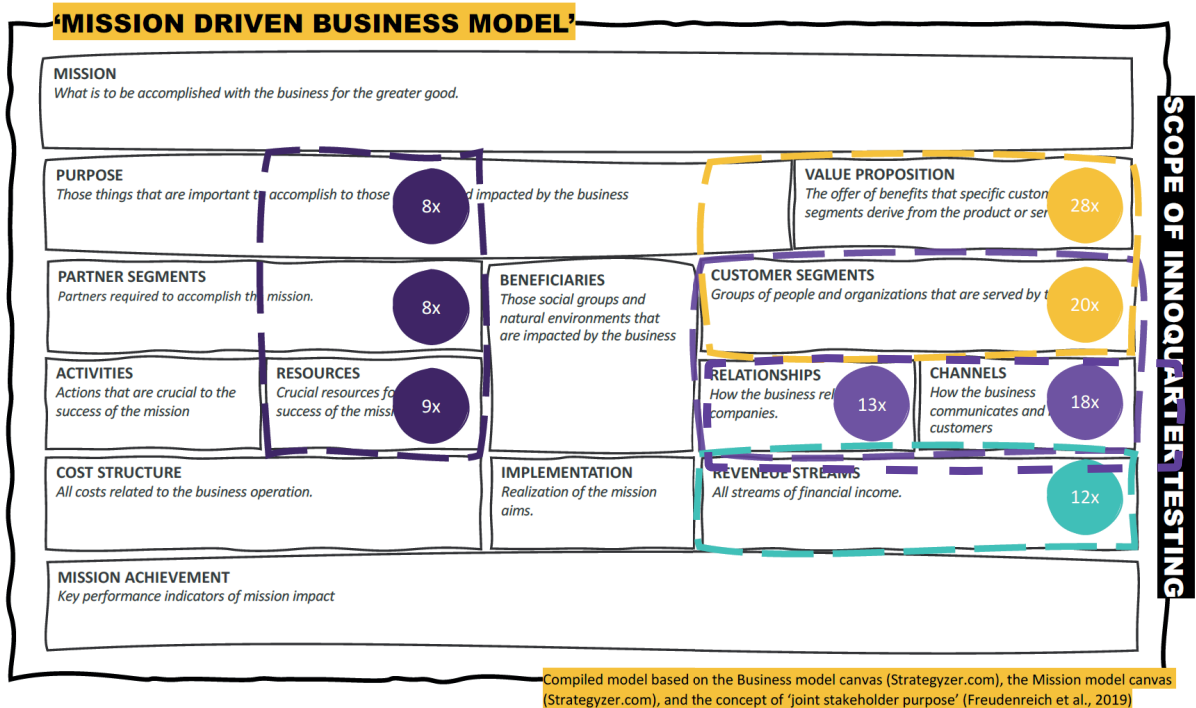 ‘MISSION DRIVEN BUSINESS MODEL’
MISSION
What is to be accomplished with the business for the greater good.
PURPOSE
Those things that are important to accomplish to those d impacted by the business
8x
VALUE PROPOSITION
The offer of benefits that specific custom
segments derive from the product or ser
28x
PARTNER SEGMENTS
Partners required to accomplish the mission.
8x
BENEFICIARIES
Those social groups and
natural environments that
are impacted by the business
CUSTOMER SEGMENTS
Groups of people and organizations that are served by t
20x
ACTIVITIES
Actions that are crucial to the
success of the mission
RESOURCES
Crucial resources fo
success of the missi
9x
RELATIONSHIPS
How the business rel
companies.
13x
CHANNELS
How the business
communicates and
customers
18x
COST STRUCTURE
All costs related to the business operation.
IMPLEMENTATION
Realization of the mission
aims.
REVENEUE STREAMS
All streams of financial income.
12x
MISSION ACHIEVEMENT
Key performance indicators of mission impact
SCOPE OF INNOQUARTER TESTING
Compiled model based on the Business model canvas (Strategyzer.com), the Mission model canvas
(Strategyzer.com), and the concept of ‘joint stakeholder purpose’ (Freudenreich et al., 2019)